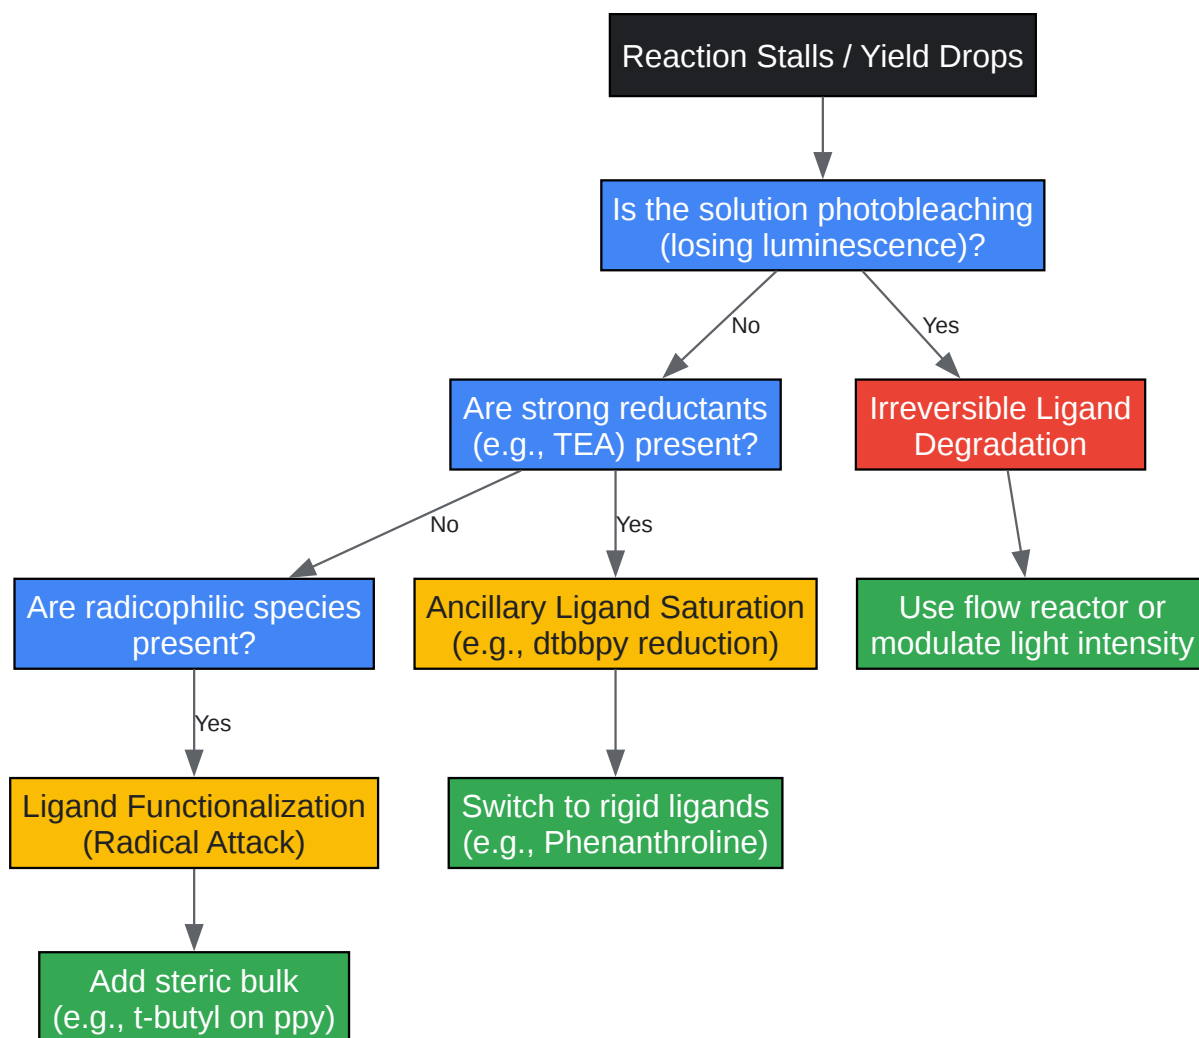 Reaction Stalls / Yield Drops
Is the solution photobleaching
(losing luminescence)?
No
Yes
Are strong reductants
(e.g., TEA) present?
Irreversible Ligand
Degradation
No
Yes
Are radicophilic species
present?
Ancillary Ligand Saturation
(e.g., dtbbpy reduction)
Use flow reactor or
modulate light intensity
Yes
Ligand Functionalization
(Radical Attack)
Switch to rigid ligands
(e.g., Phenanthroline)
Add steric bulk
(e.g., t-butyl on ppy)